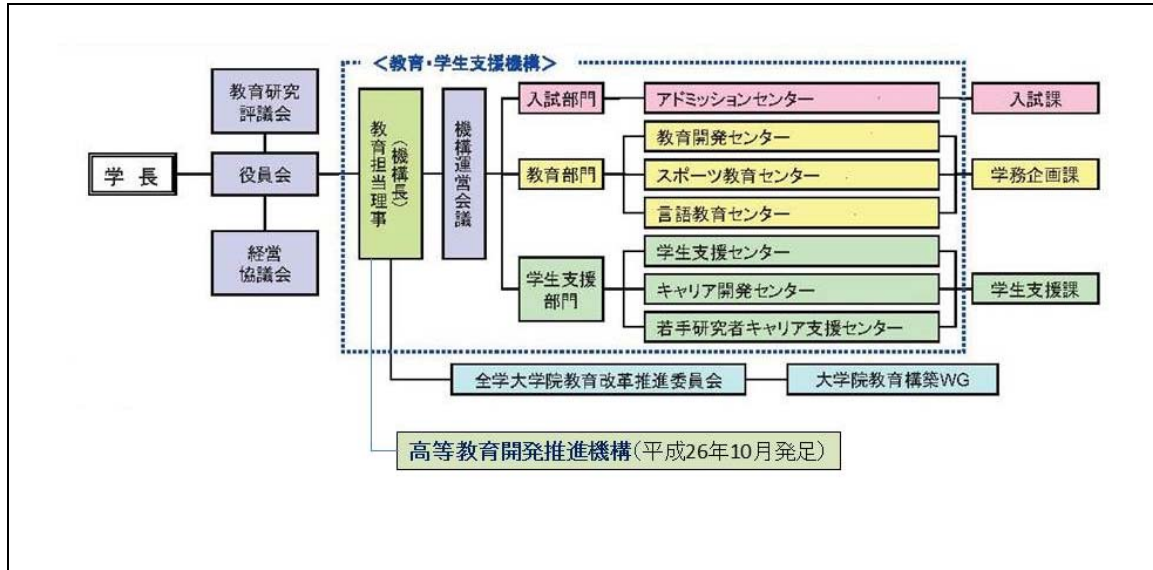 <教育・学生支援機構>
教育研究
評議会
学長
役員会
経営
協議会
教育担当理事
（機構長）
機構運営会議
入試部門
アドミッションセンター
入試課
教育部門
教育開発センター
スポーツ教育センター
言語教育センター
学務企画課
学生支援
部門
学生支援センター
キャリア開発センター
若手研究者キャリア支援センター
学生支援課
全学大学院教育改革推進委員会
大学院教育構築WG
高等教育開発推進機構(平成26年10月発足)